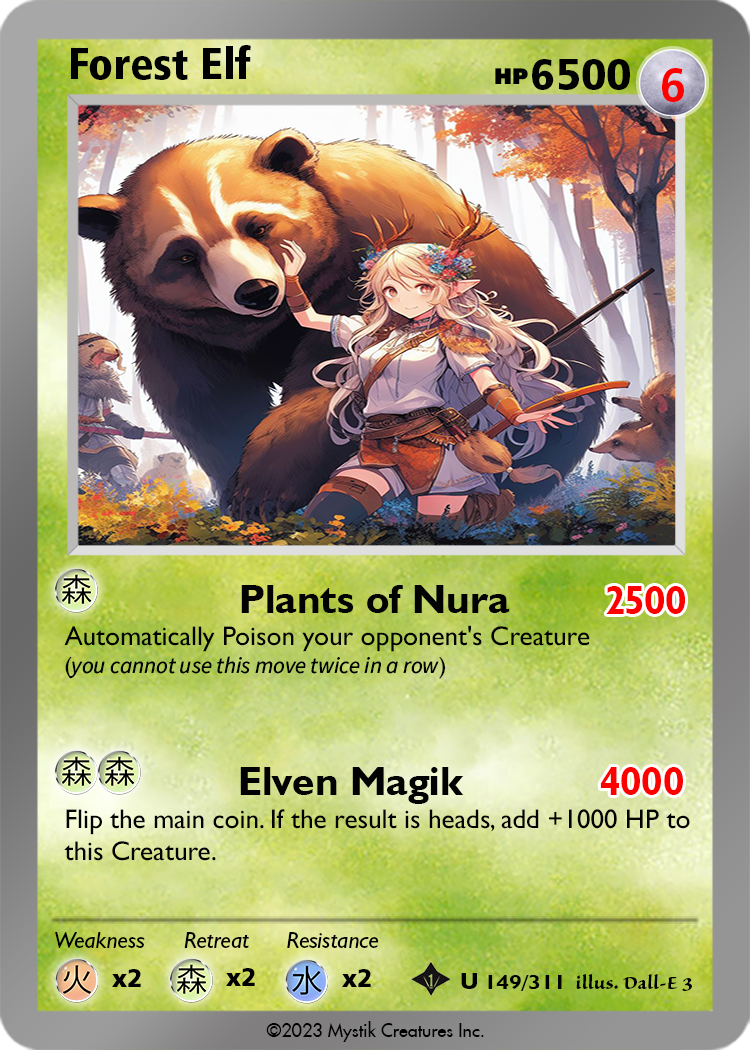 Forest Elf HP6500 6
森 Plants of Nura 2500
Automatically Poison your opponent's Creature
(you cannot use this move twice in a row)
森 森 Elven Magik 4000
Flip the main coin. If the result is heads, add +1000 HP to
this Creature.
Weakness Retreat Resistance
火 x2 森 x2 水 x2 1 U 149/311 illus. Dall-E 3
©2023 Mystik Creatures Inc.